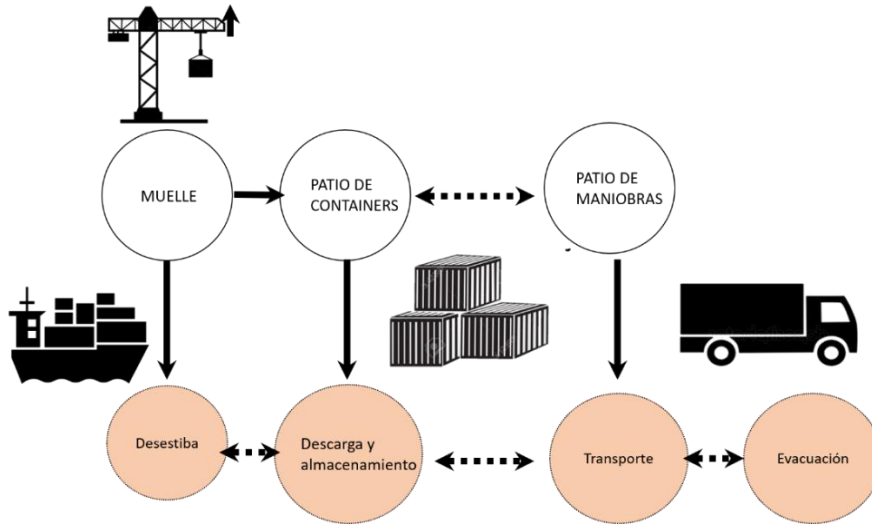 MUELLE
PATIO DE
CONTAINERS
PATIO DE
MANIOBRAS
Desestiba
Descarga y
almacenamiento
Transporte
Evacuación